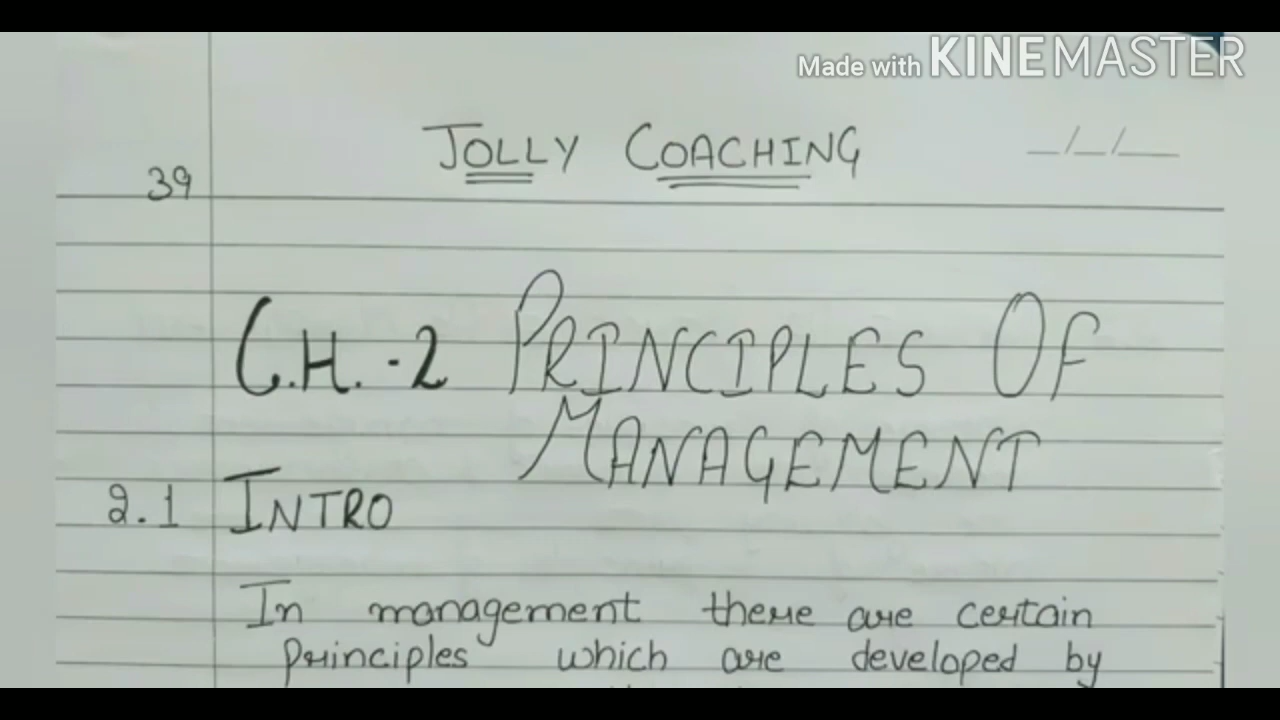 Made with KINEMASTER
JOLLY COACHING
_/_/_
39
C.H.-2 PRINCIPLES OF
MANAGEMENT
2.1 INTRO
In management there are certain
principles which are developed by